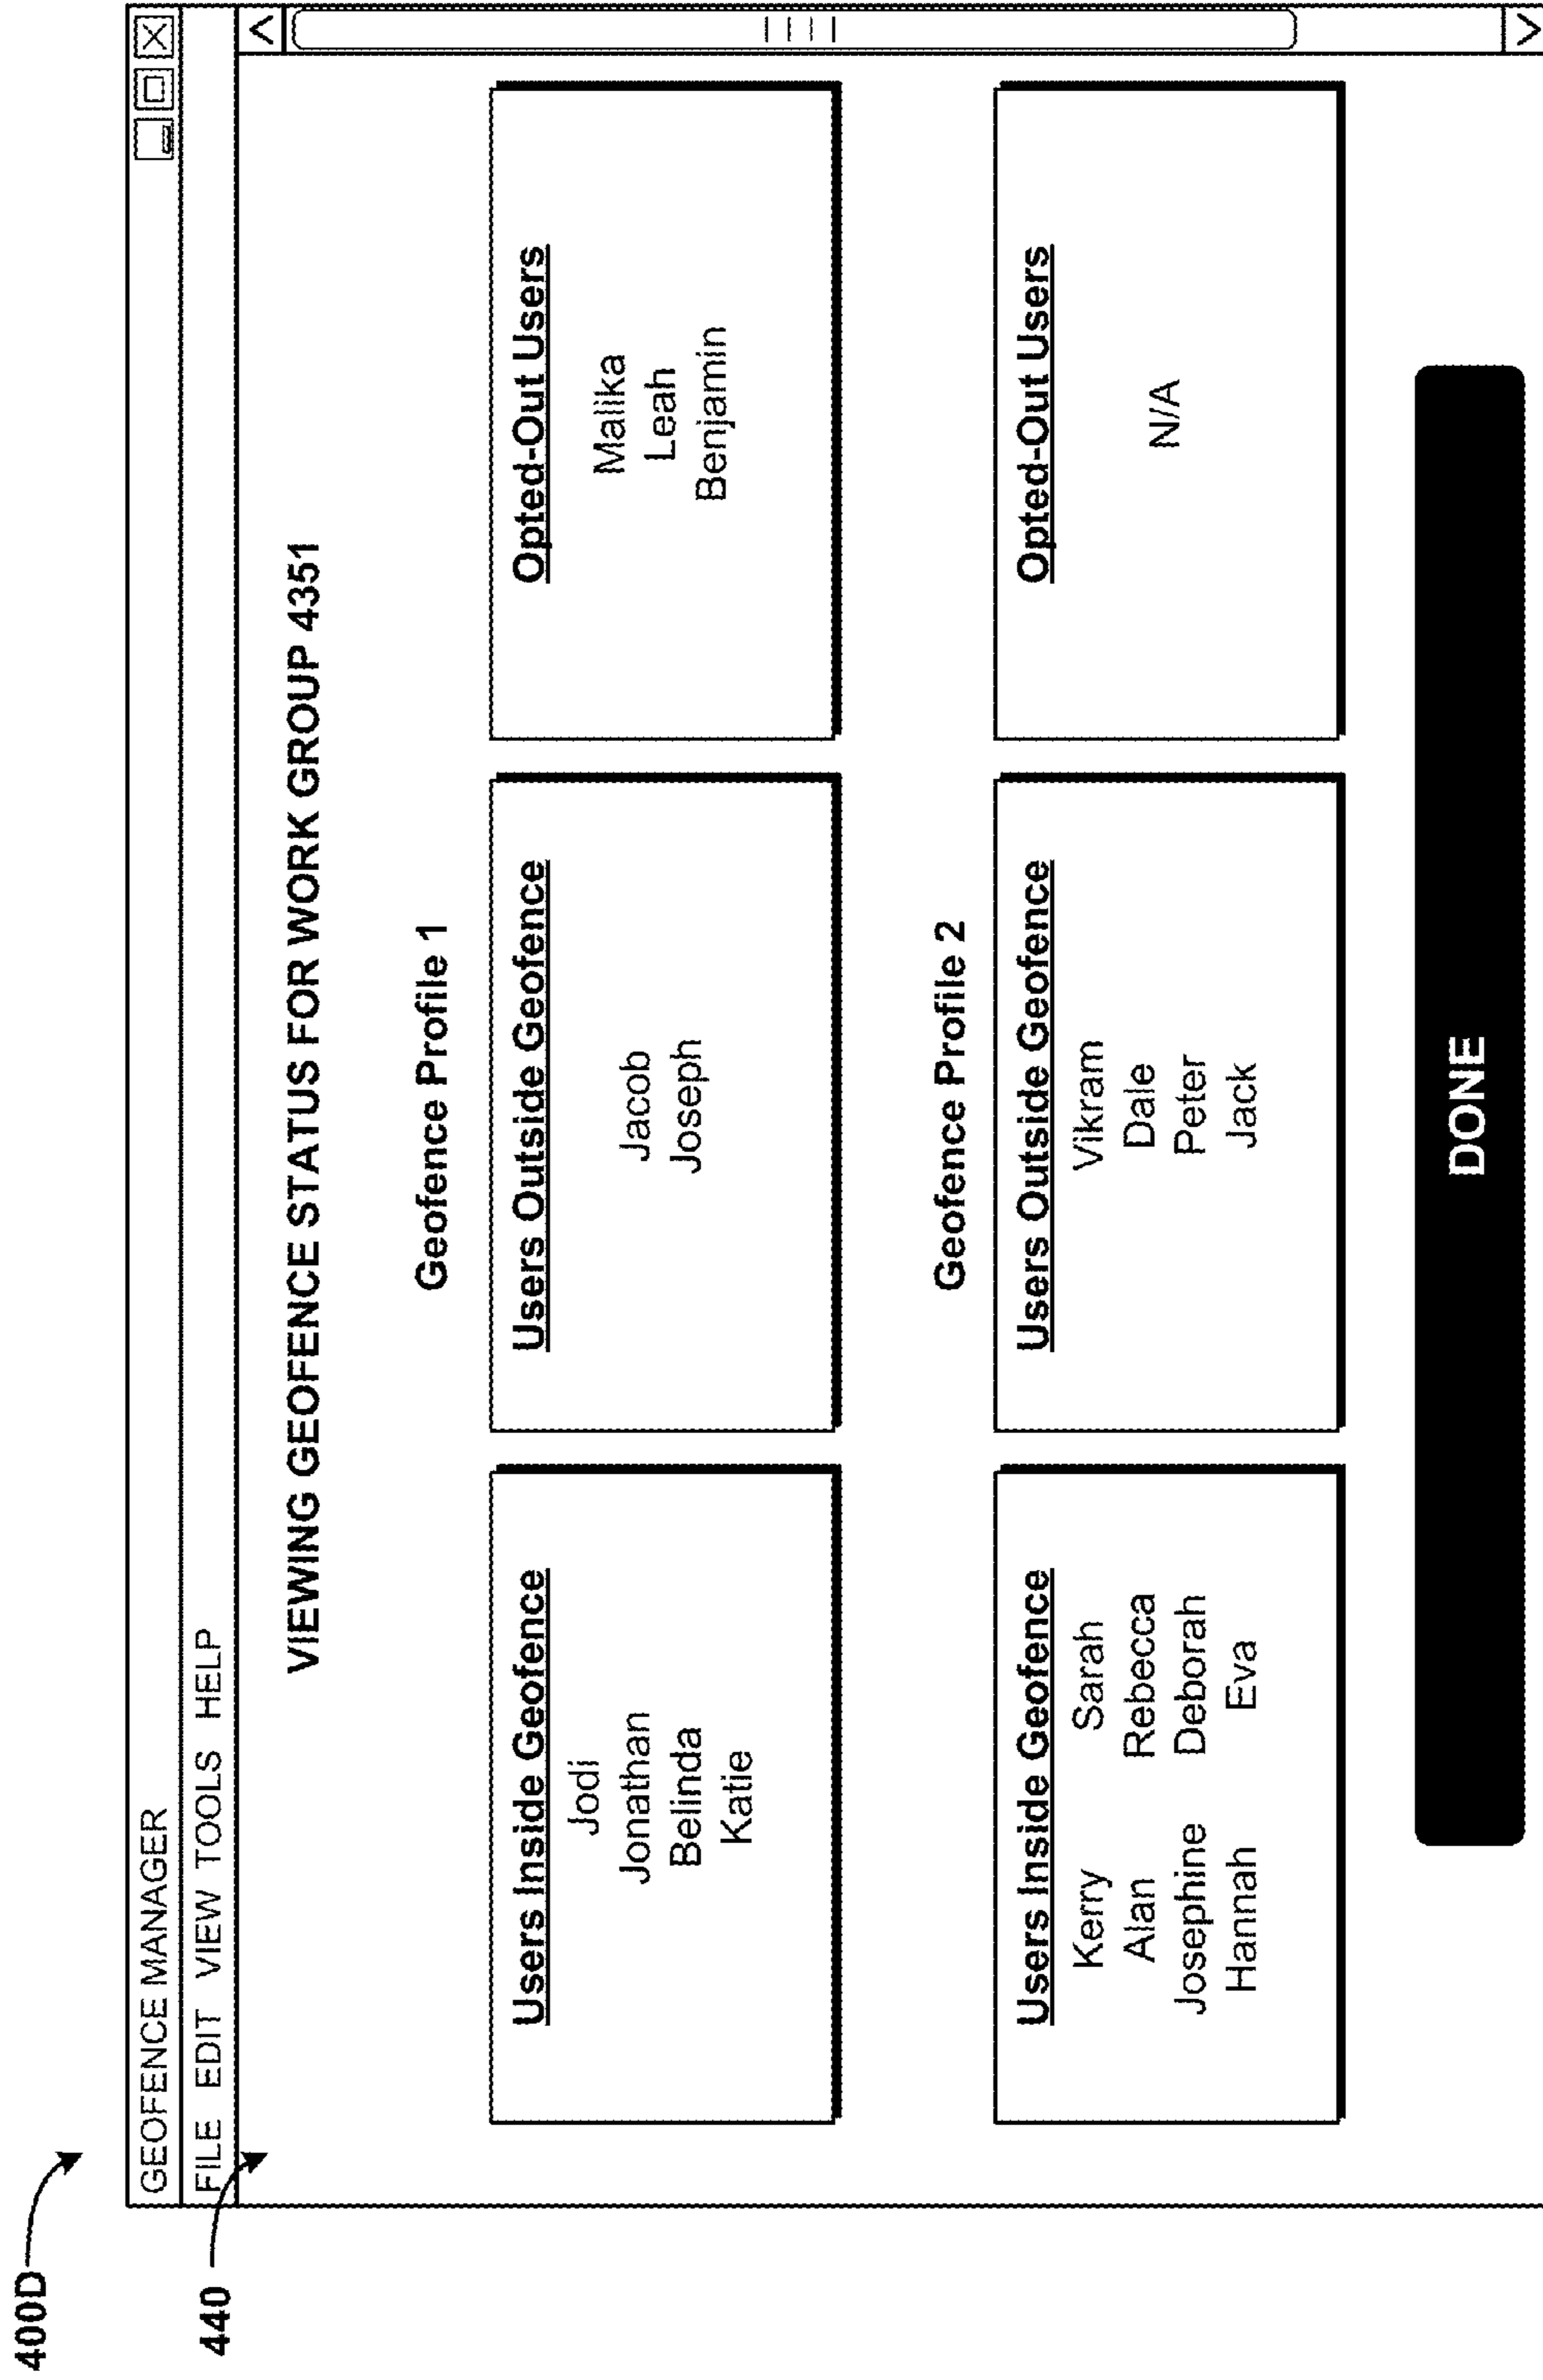 400D
GEOFENCE MANAGER
FILE EDIT VIEW TOOLS HELP
440
VIEWING GEOFENCE STATUS FOR WORK GROUP 4351
Geofence Profile 1
Users Inside Geofence
Jodi
Jonathan
Belinda
Katie
Users Outside Geofence
Jacob
Joseph
Opted-Out Users
Malika
Leah
Benjamin
Geofence Profile 2
Users Inside Geofence
Kerry Sarah
Alan Rebecca
Josephine Deborah
Hannah Eva
Users Outside Geofence
Vikram
Dale
Peter
Jack
Opted-Out Users
N/A
DONE